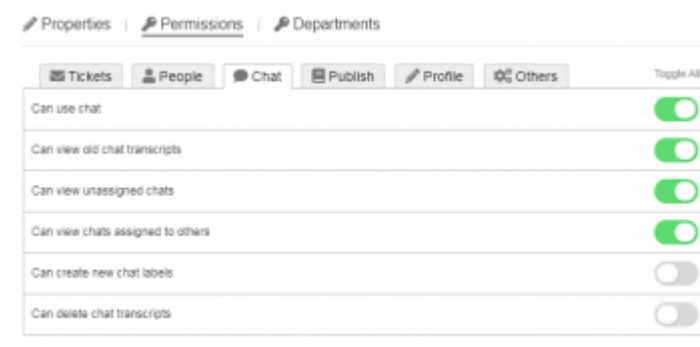 Properties | Permissions | Departments
Tickets People Chat Publish Profile Others Toggle All
Can use chat
Can view old chat transcripts
Can view unassigned chats
Can view chats assigned to others
Can create new chat labels
Can delete chat transcripts